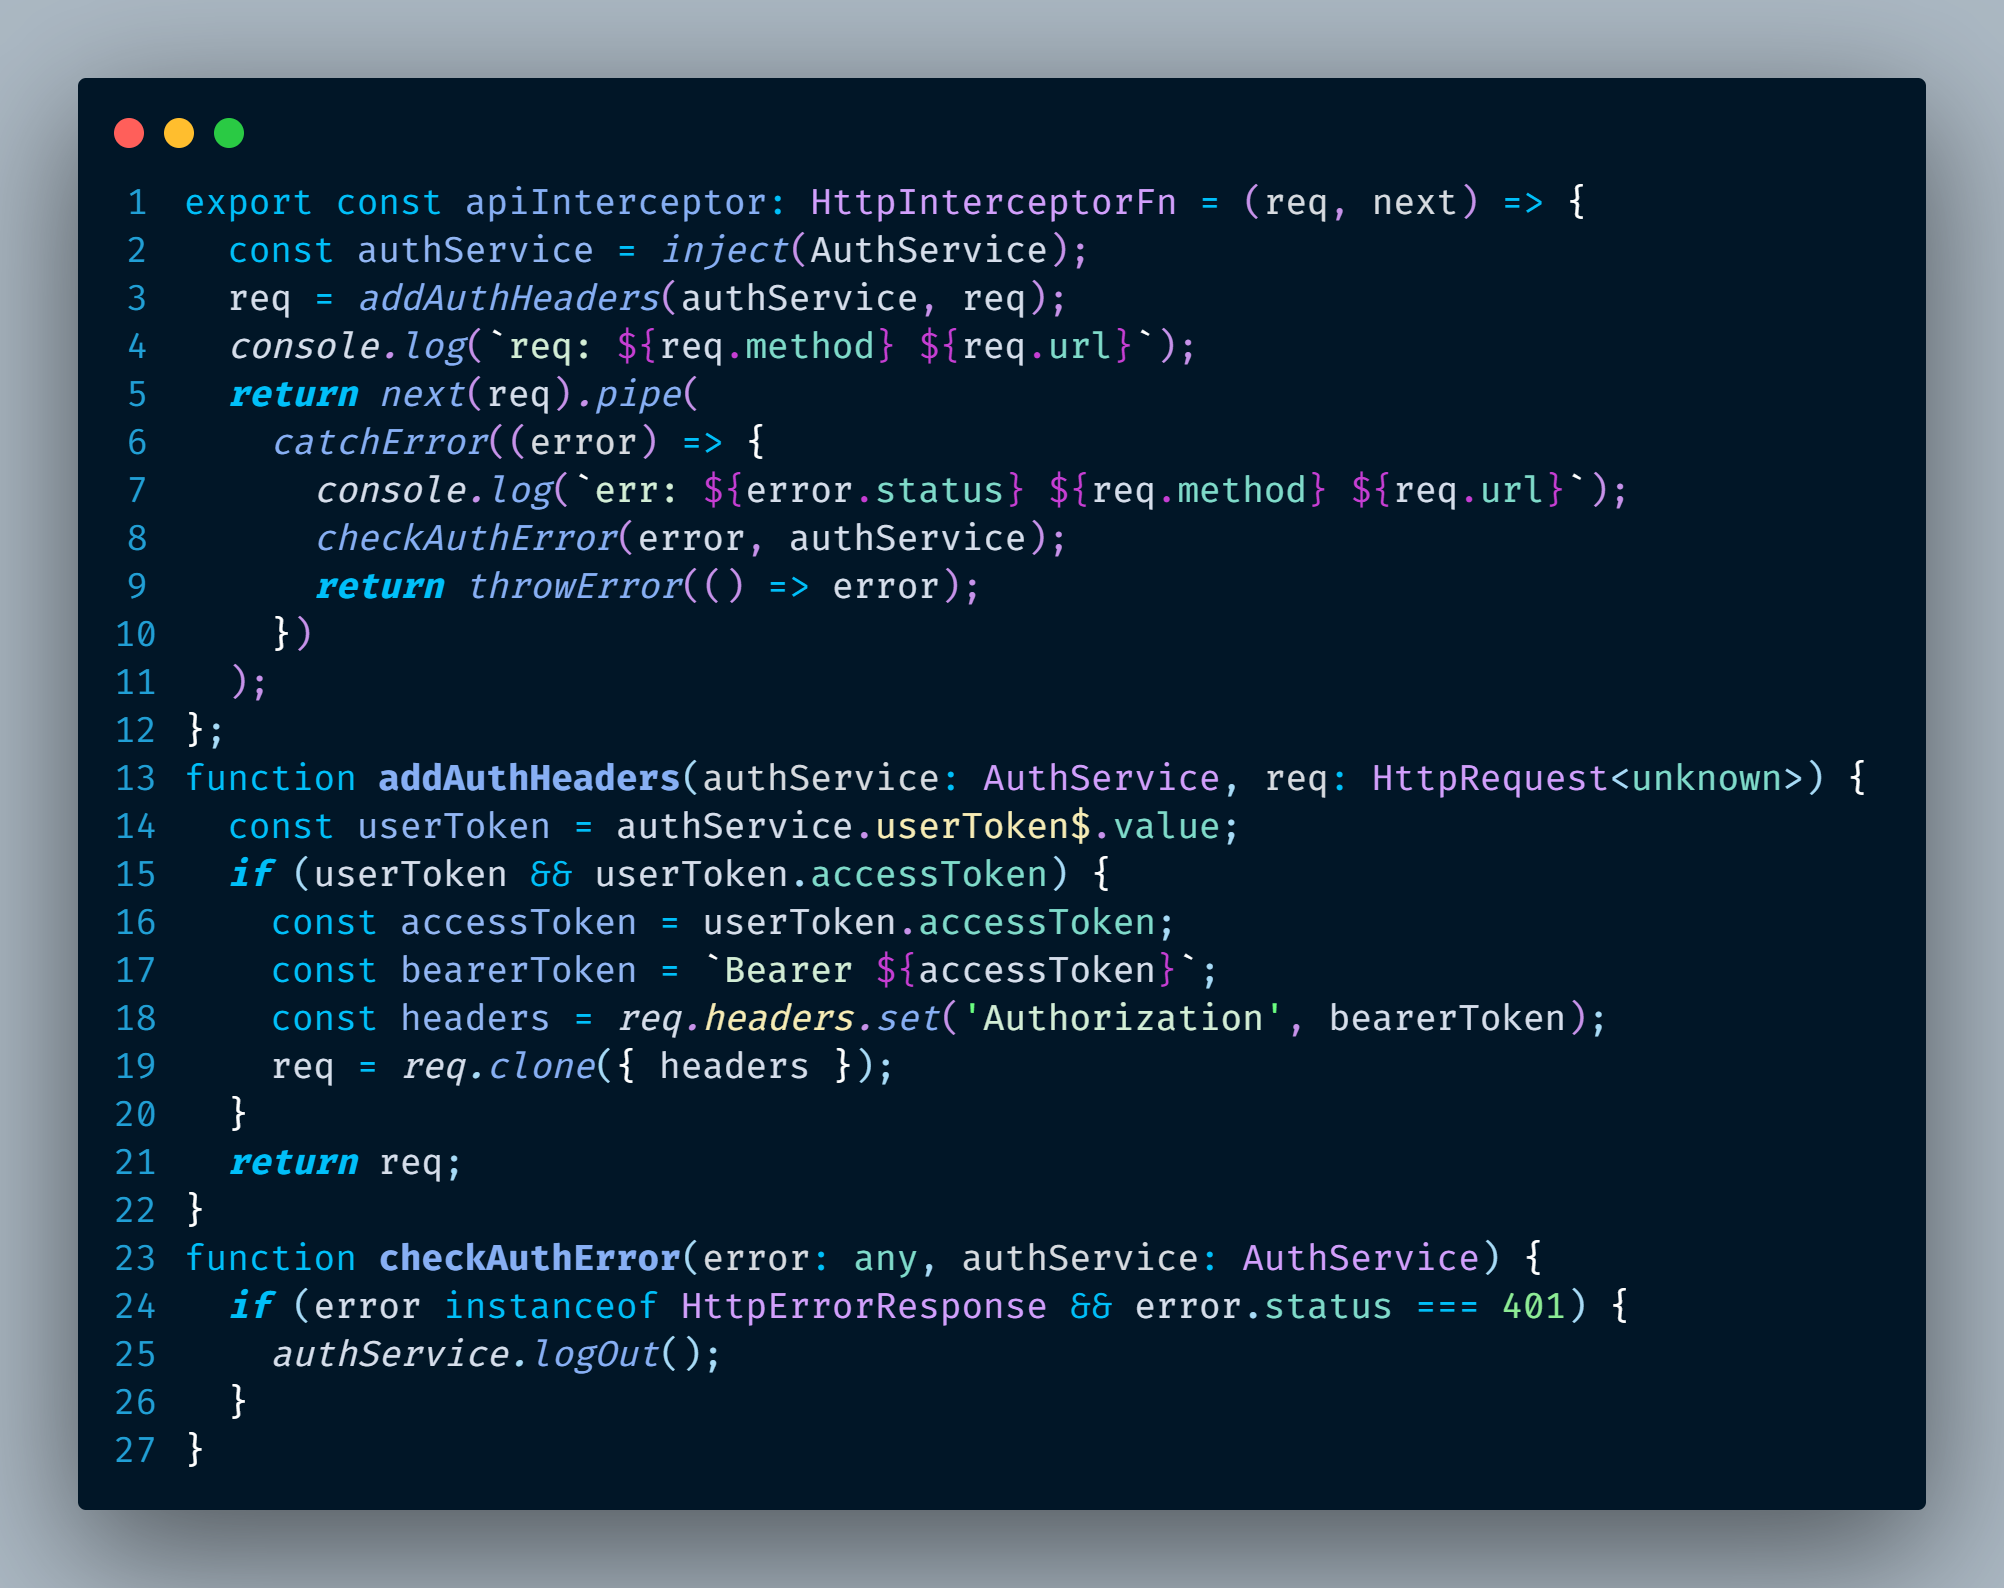 1 export const apiInterceptor: HttpInterceptorFn = (req, next) => {
2   const authService = inject(AuthService);
3   req = addAuthHeaders(authService, req);
4   console.log(`req: ${req.method} ${req.url}`);
5   return next(req).pipe(
6     catchError((error) => {
7       console.log(`err: ${error.status} ${req.method} ${req.url}`);
8       checkAuthError(error, authService);
9       return throwError(() => error);
10     })
11   );
12 };
13 function addAuthHeaders(authService: AuthService, req: HttpRequest<unknown>) {
14   const userToken = authService.userToken$.value;
15   if (userToken && userToken.accessToken) {
16     const accessToken = userToken.accessToken;
17     const bearerToken = `Bearer ${accessToken}`;
18     const headers = req.headers.set('Authorization', bearerToken);
19     req = req.clone({ headers });
20   }
21   return req;
22 }
23 function checkAuthError(error: any, authService: AuthService) {
24   if (error instanceof HttpErrorResponse && error.status === 401) {
25     authService.logOut();
26   }
27 }